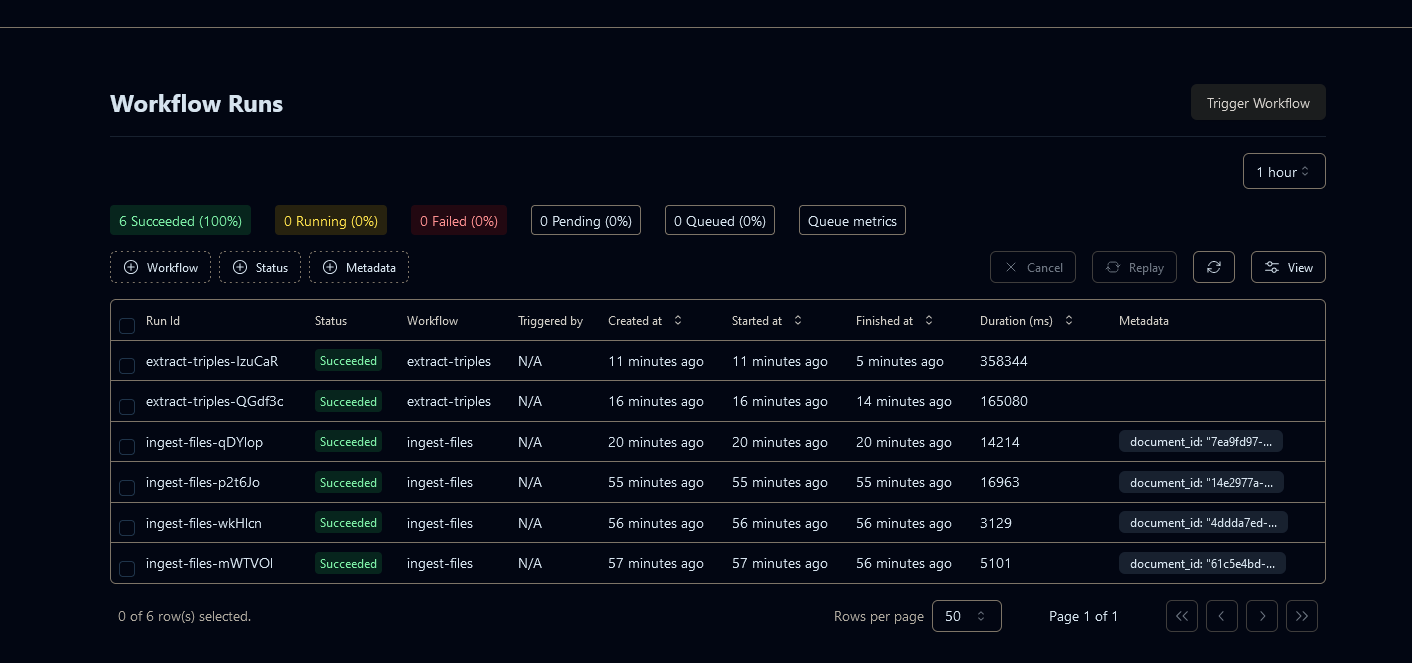 Workflow Runs
Trigger Workflow
1 hour
6 Succeeded (100%) 0 Running (0%) 0 Failed (0%) 0 Pending (0%) 0 Queued (0%) Queue metrics
Workflow Status Metadata Cancel Replay View
Run Id Status Workflow Triggered by Created at Started at Finished at Duration (ms) Metadata
extract-triples-IzuCaR Succeeded extract-triples N/A 11 minutes ago 11 minutes ago 5 minutes ago 358344
extract-triples-QGdf3c Succeeded extract-triples N/A 16 minutes ago 16 minutes ago 14 minutes ago 165080
ingest-files-qDYlop Succeeded ingest-files N/A 20 minutes ago 20 minutes ago 20 minutes ago 14214 document_id: "7ea9fd97-...
ingest-files-p2t6Jo Succeeded ingest-files N/A 55 minutes ago 55 minutes ago 55 minutes ago 16963 document_id: "14e2977a-...
ingest-files-wkHlcn Succeeded ingest-files N/A 56 minutes ago 56 minutes ago 56 minutes ago 3129 document_id: "4ddda7ed-...
ingest-files-mWTVOl Succeeded ingest-files N/A 57 minutes ago 57 minutes ago 56 minutes ago 5101 document_id: "61c5e4bd-...
0 of 6 row(s) selected. Rows per page 50 Page 1 of 1